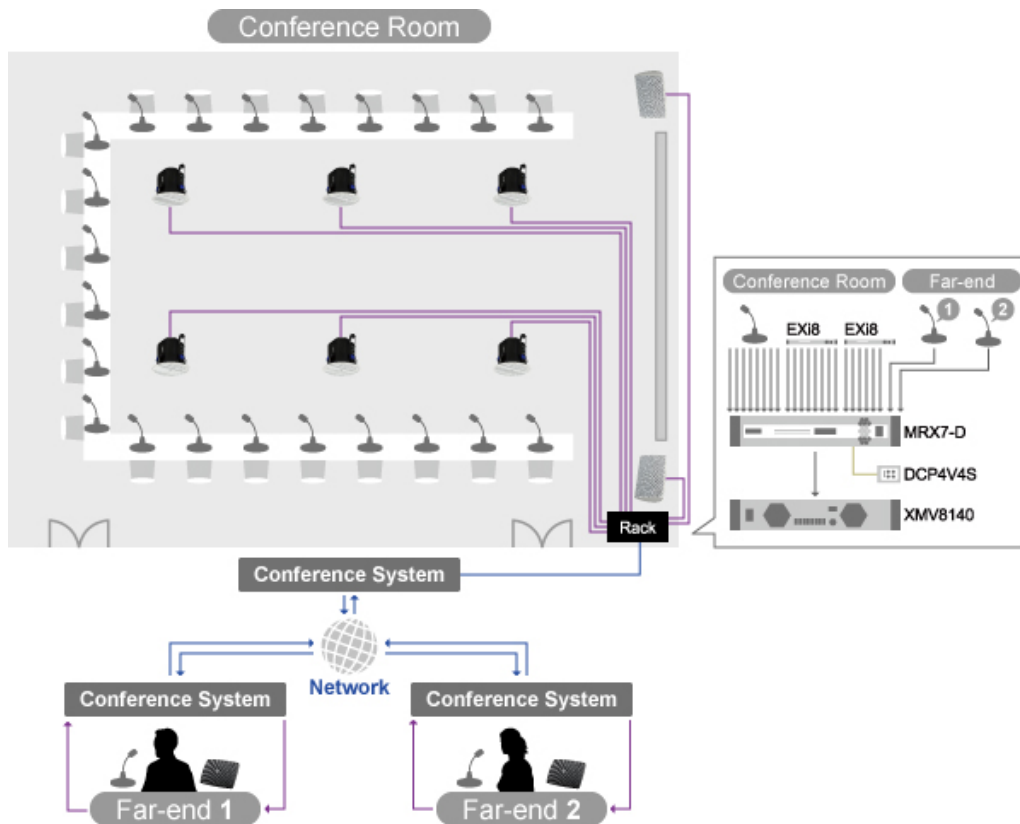 Conference Room
Conference Room
Far-end
1
2
EXi8
EXi8
MRX7-D
DCP4V4S
XMV8140
Rack
Conference System
Network
Conference System
Conference System
Far-end 1
Far-end 2